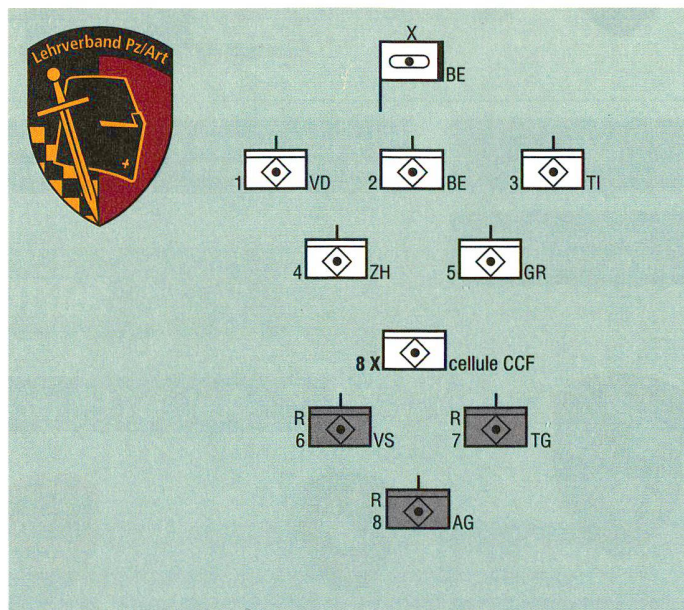 Lehrverband Pz/Art
X
BE
1 VD
2 BE
3 TI
4 ZH
5 GR
8 X cellule CCF
R
6 VS
R
7 TG
R
8 AG